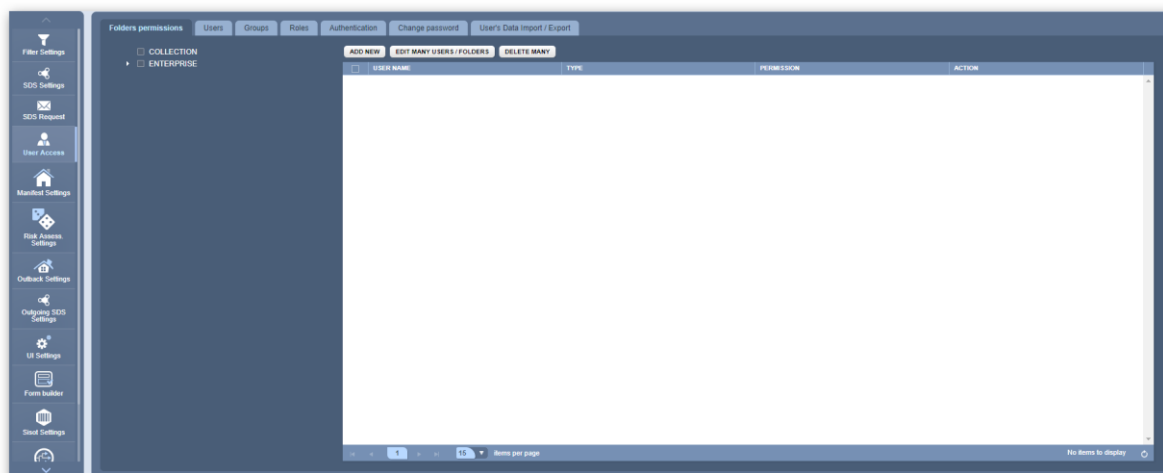 Folders permissions Users Groups Roles Authentication Change password User's Data Import / Export
Filter Settings
SDS Settings
SDS Request
User Access
Manifest Settings
Risk Assess.
Settings
Outback Settings
Outgoing SDS
Settings
UI Settings
Form builder
Sisot Settings
COLLECTION
ENTERPRISE
ADD NEW EDIT MANY USERS / FOLDERS DELETE MANY
USER NAME TYPE PERMISSION ACTION
1 15 items per page No items to display